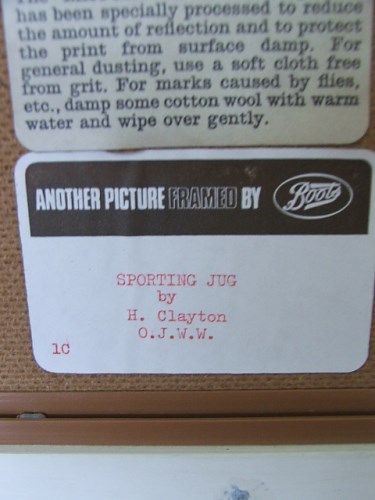 has been specially processed to reduce
the amount of reflection and to protect
the print from surface damp. For
general dusting, use a soft cloth free
from grit. For marks caused by flies,
etc., damp some cotton wool with warm
water and wipe over gently.
ANOTHER PICTURE FRAMED BY Boots
SPORTING JUG
by
H. Clayton
O.J.W.W.
1C